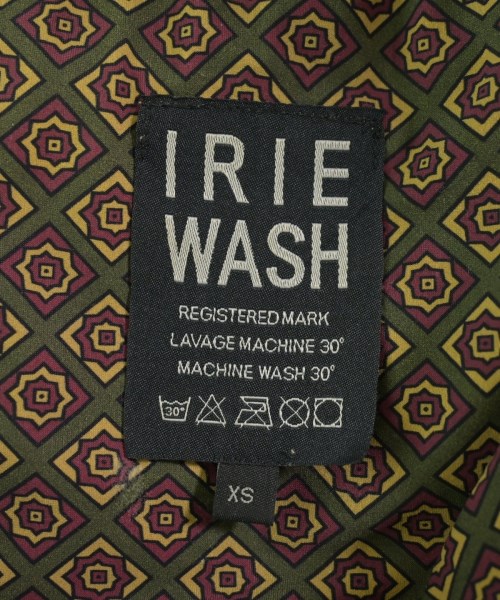 IRIE
WASH
REGISTERED MARK
LAVAGE MACHINE 30°
MACHINE WASH 30°
30°
XS